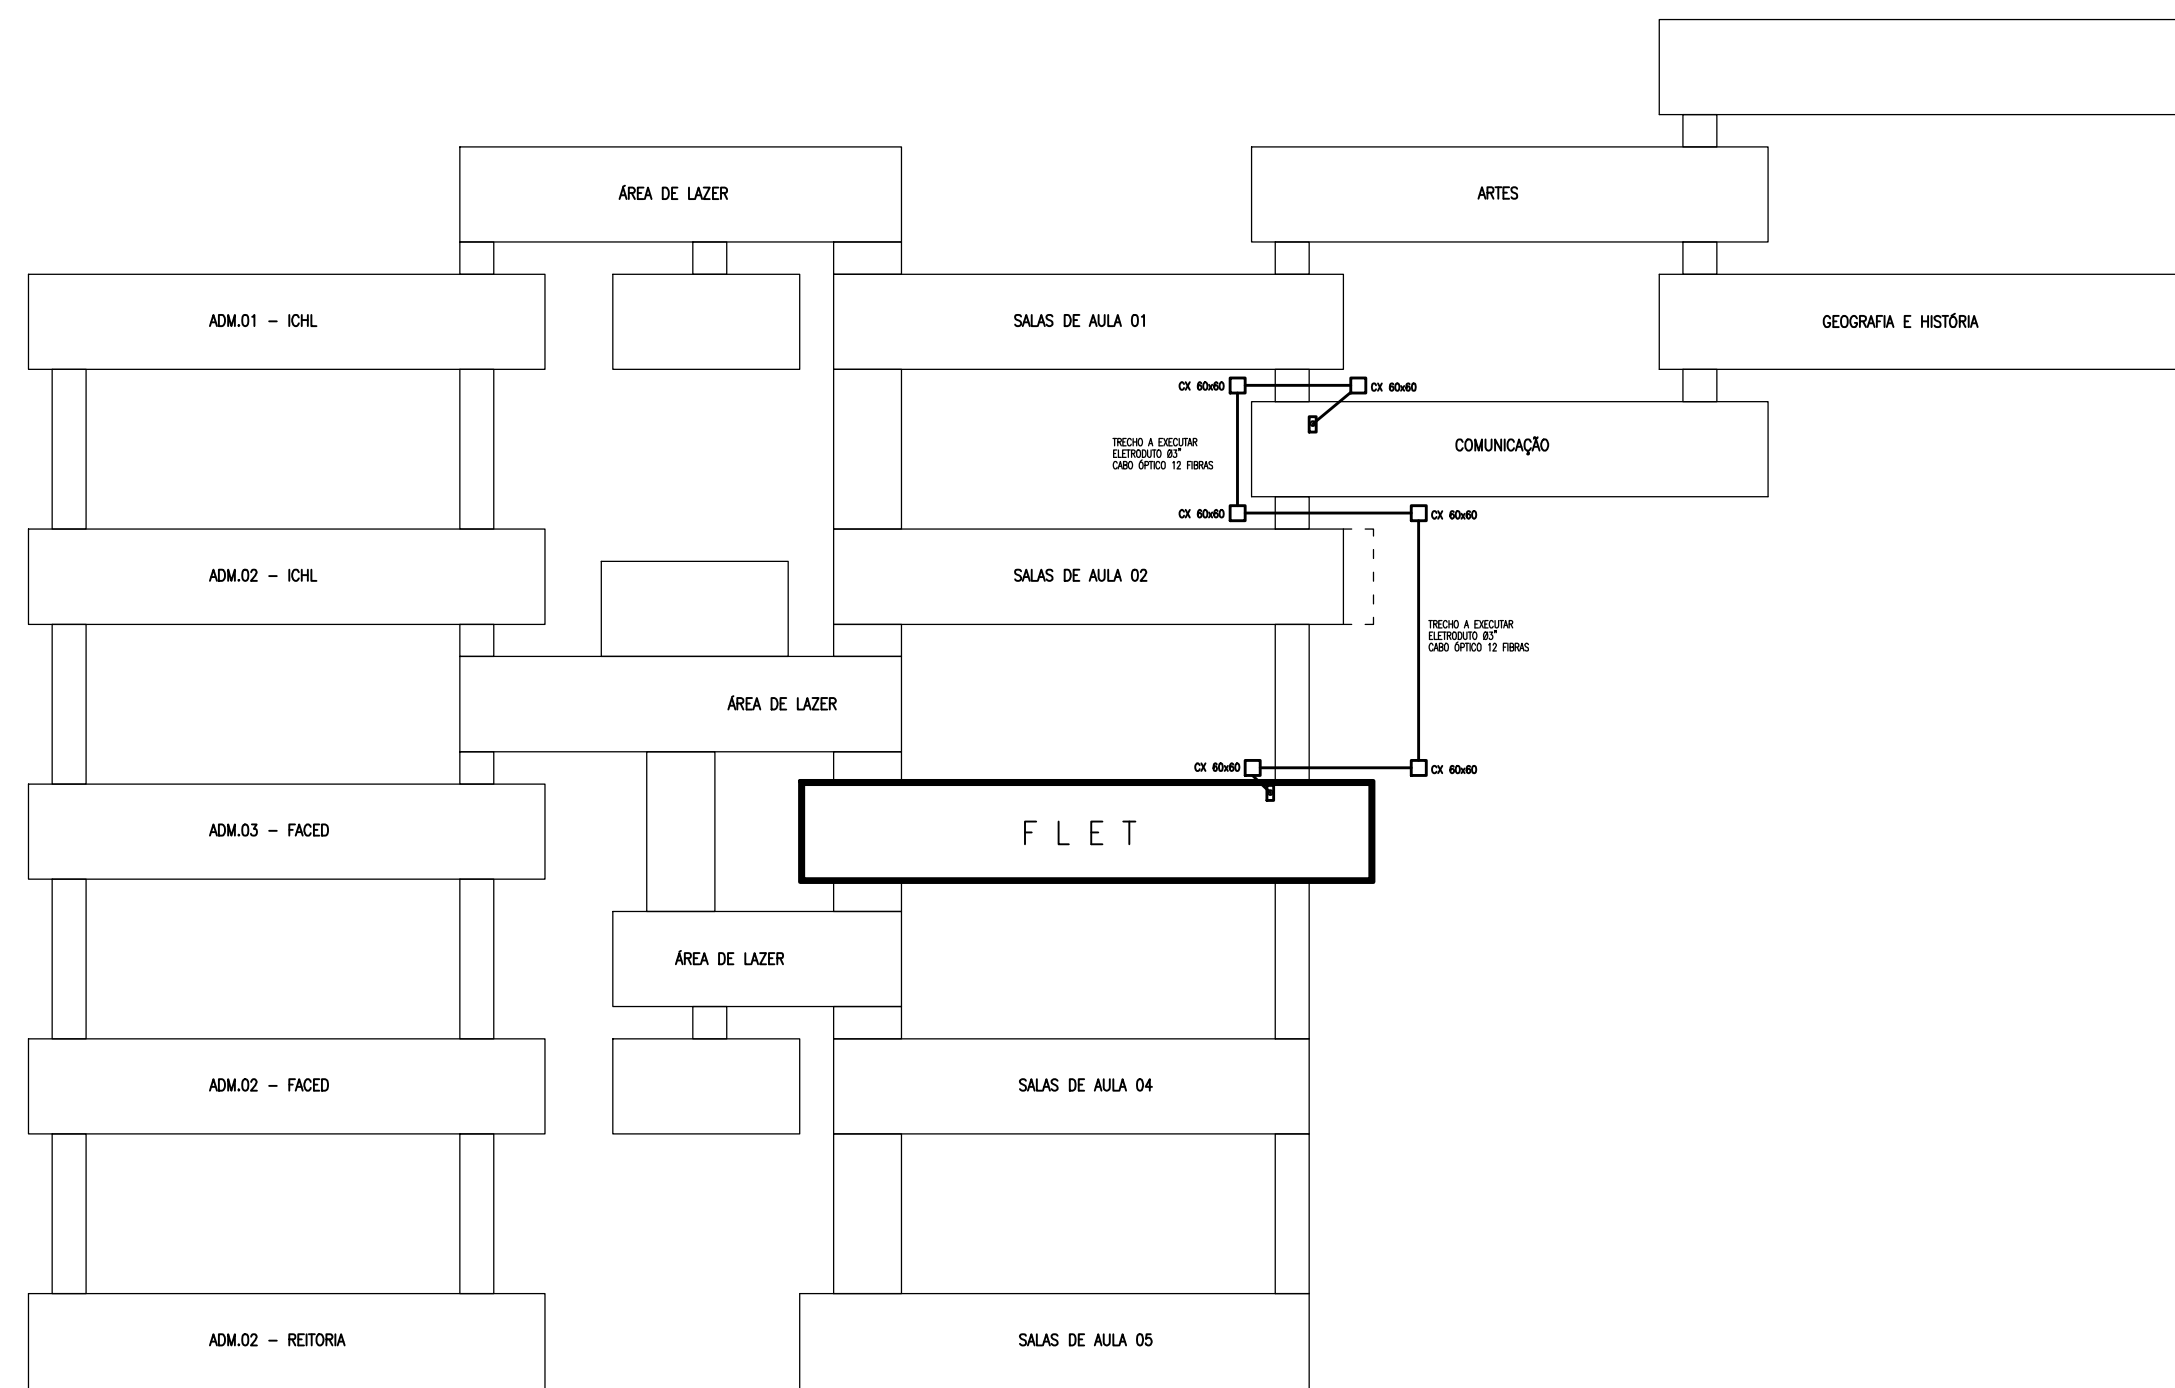 ÁREA DE LAZER
ARTES
ADM.01 - ICHL
SALAS DE AULA 01
GEOGRAFIA E HISTÓRIA
CX 60x60
CX 60x60
TRECHO A EXECUTAR
ELETRODUTO Ø3"
CABO ÓPTICO 12 FIBRAS
COMUNICAÇÃO
CX 60x60
CX 60x60
ADM.02 - ICHL
SALAS DE AULA 02
TRECHO A EXECUTAR
ELETRODUTO Ø3"
CABO ÓPTICO 12 FIBRAS
ÁREA DE LAZER
CX 60x60
CX 60x60
ADM.03 - FACED
F L E T
ÁREA DE LAZER
ADM.02 - FACED
SALAS DE AULA 04
ADM.02 - REITORIA
SALAS DE AULA 05